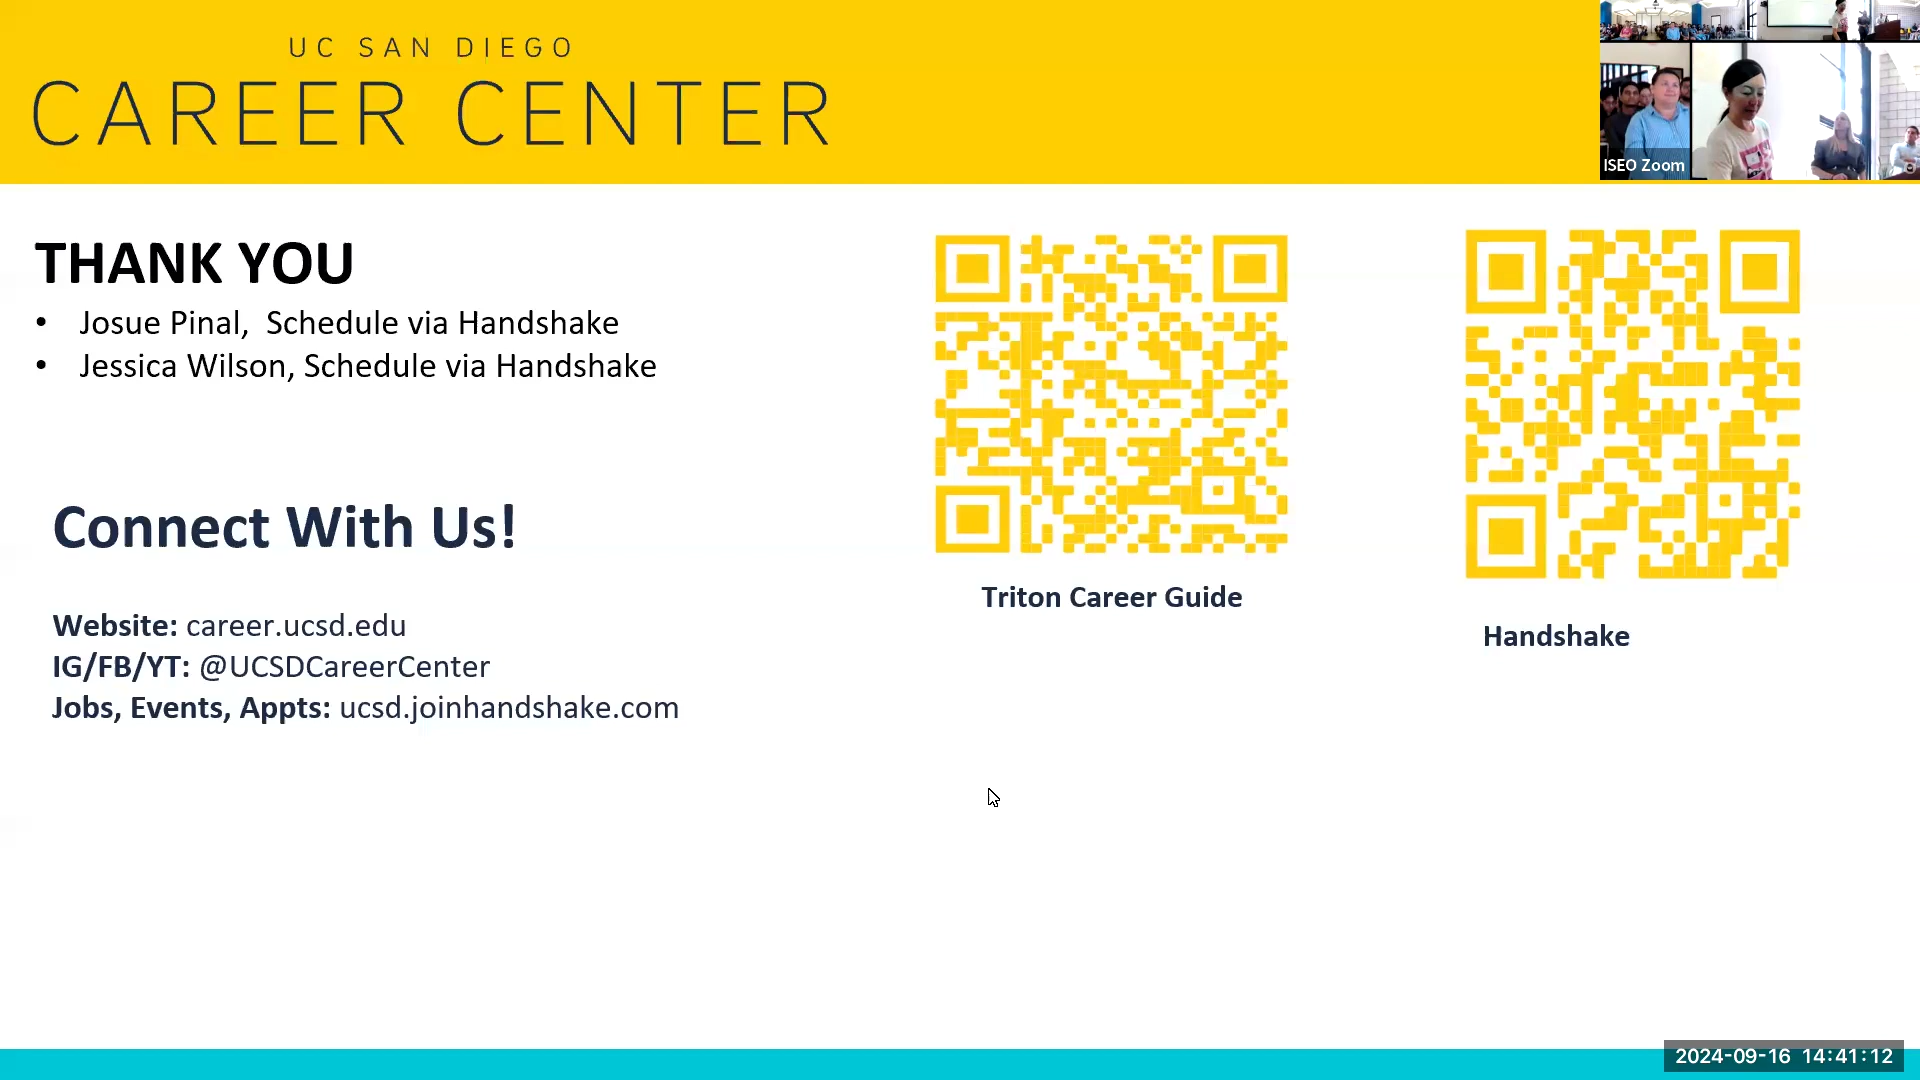 UC SAN DIEGO
CAREER CENTER
ISEO Zoom
THANK YOU
• Josue Pinal, Schedule via Handshake
• Jessica Wilson, Schedule via Handshake
Connect With Us!
Website: career.ucsd.edu
IG/FB/YT: @UCSDCareerCenter
Jobs, Events, Appts: ucsd.joinhandshake.com
Triton Career Guide
Handshake
2024-09-16 14:41:12